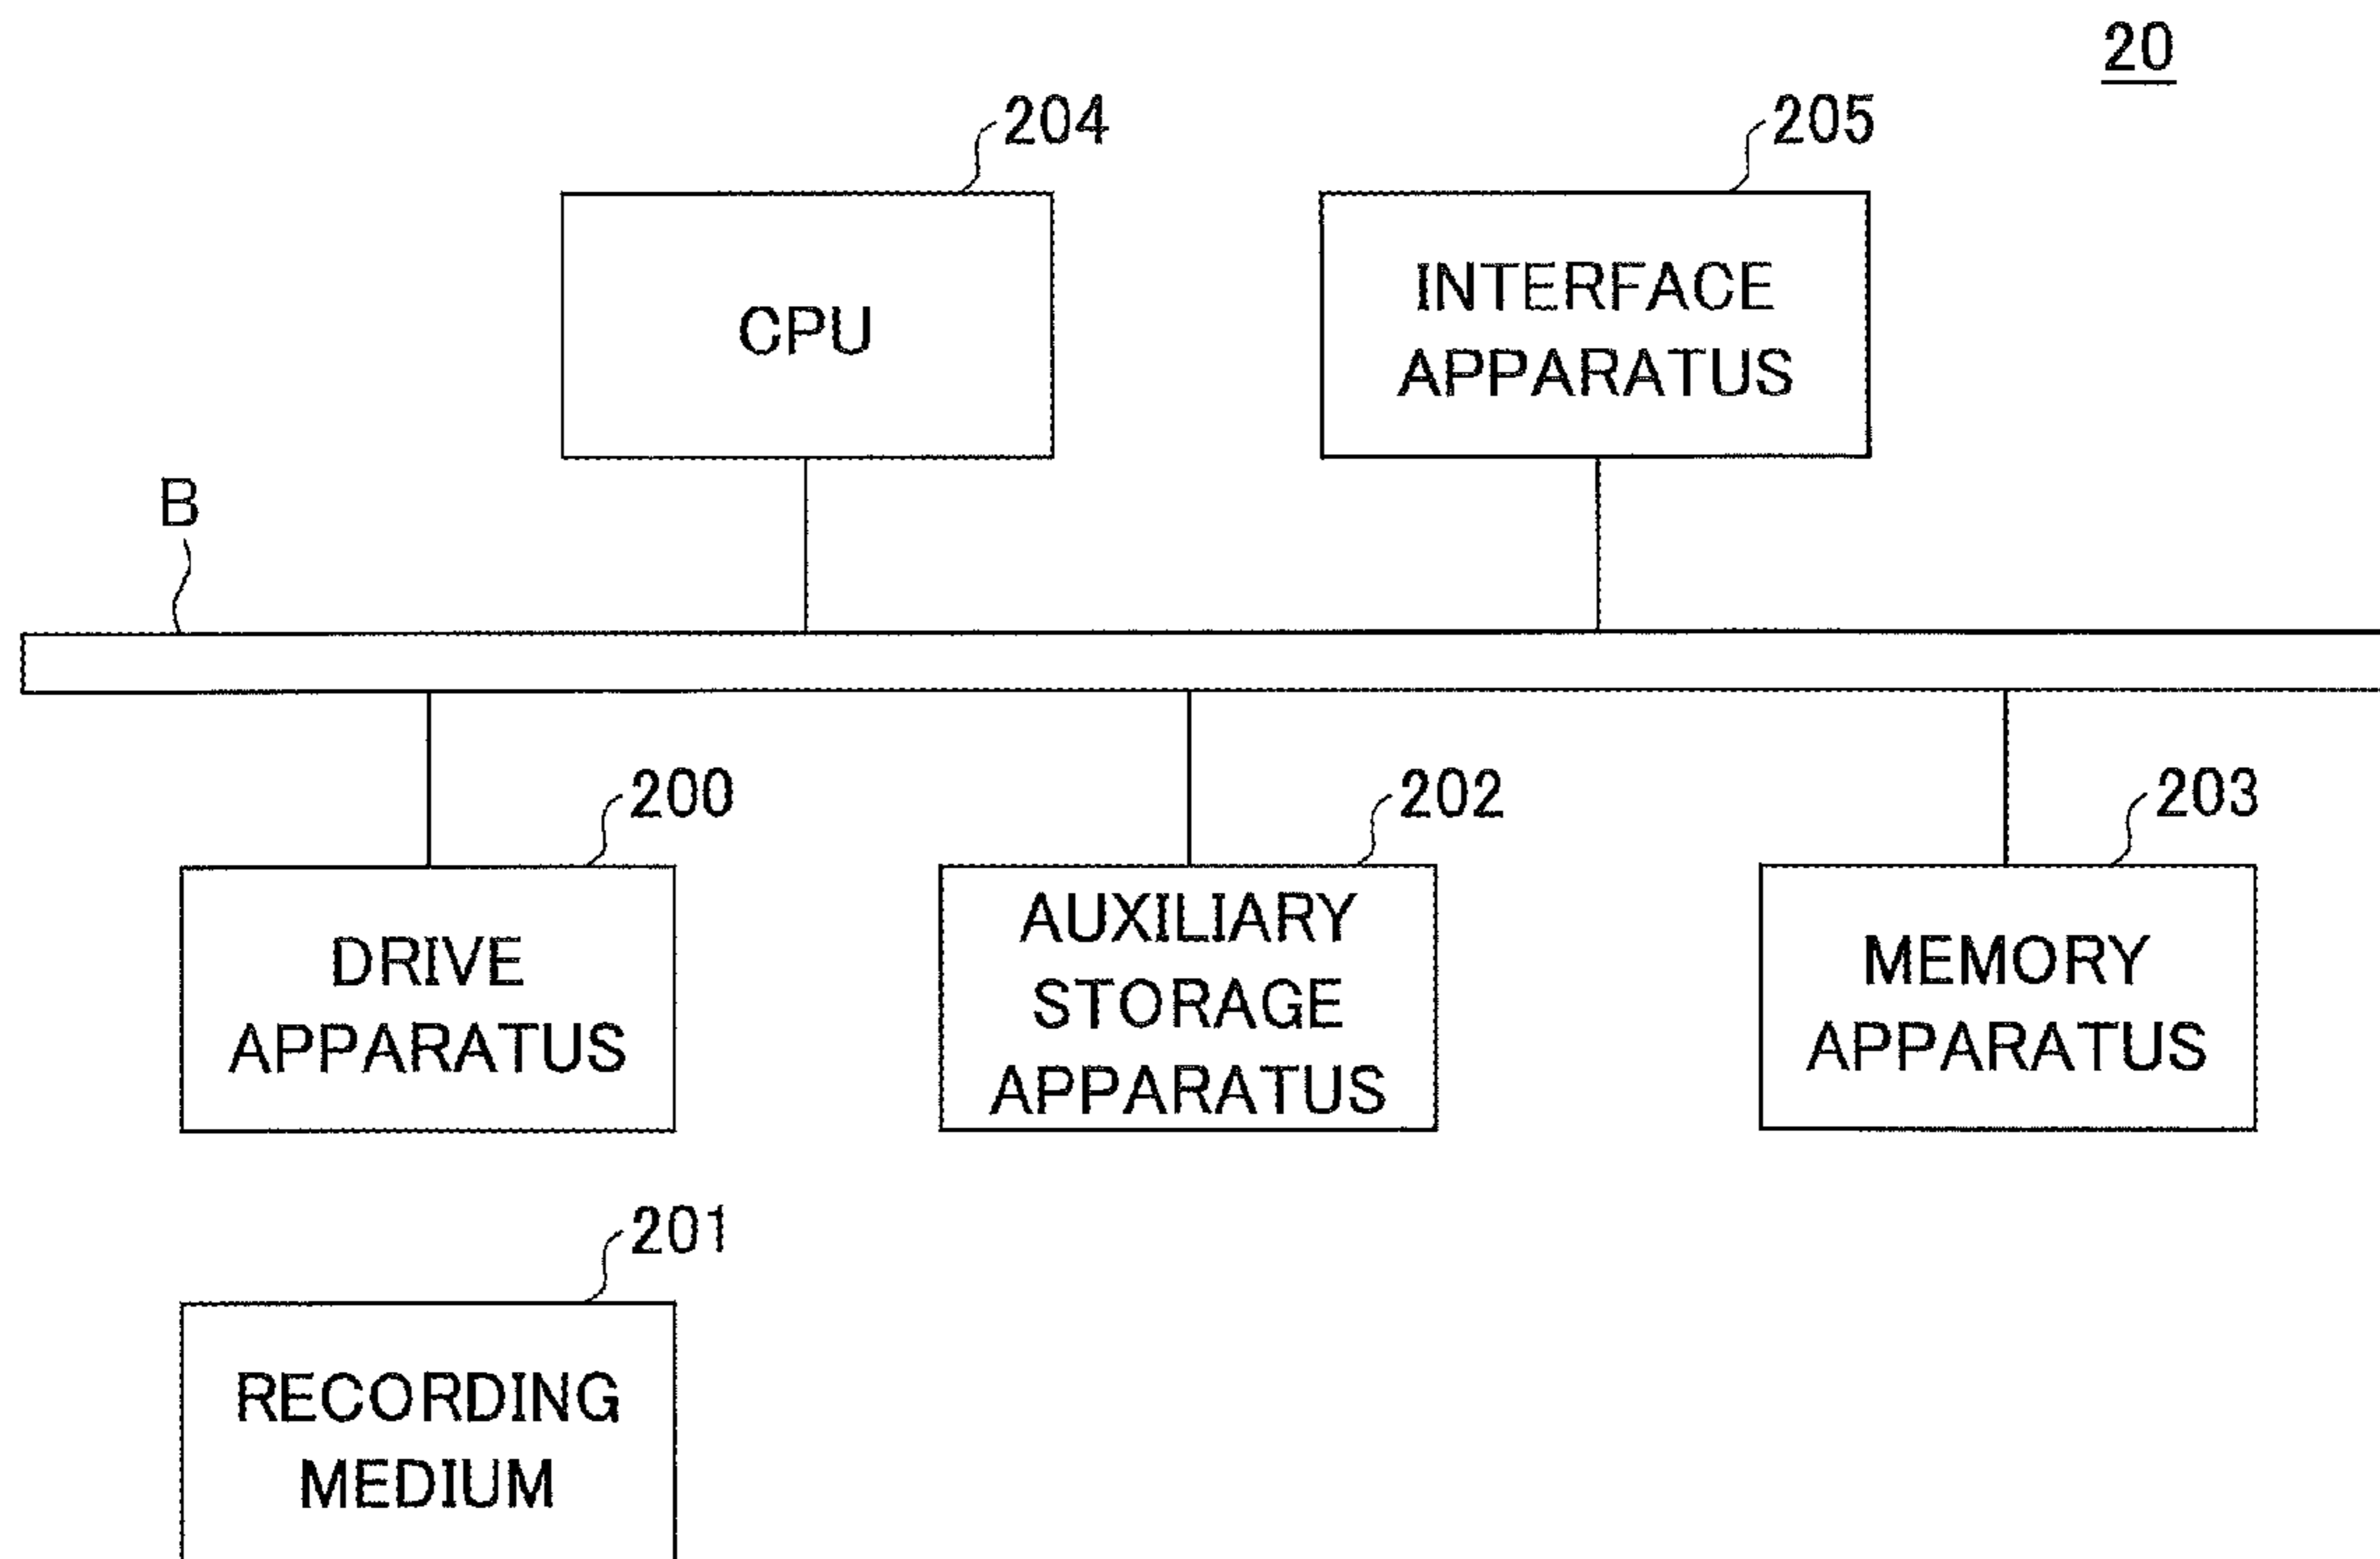 20
204
205
CPU
INTERFACE
APPARATUS
B
200
202
203
DRIVE
APPARATUS
AUXILIARY
STORAGE
APPARATUS
MEMORY
APPARATUS
201
RECORDING
MEDIUM